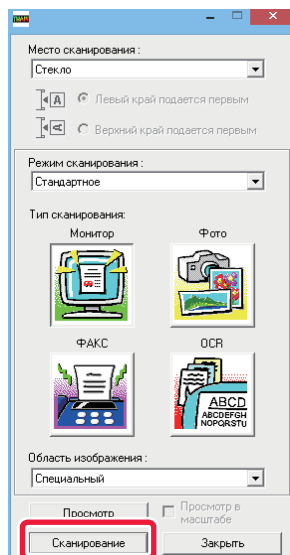 Место сканирования :
Стекло
A
Левый край подается первым
A
Верхний край подается первым
Режим сканирования :
Стандартное
Тип сканирования:
Монитор
Фото
ФАКС
OCR
ABCD
ABCDEFGH
NOPQRSTU
Область изображения :
Специальный
Просмотр
Просмотр в
масштабе
Сканирование
Закрыть